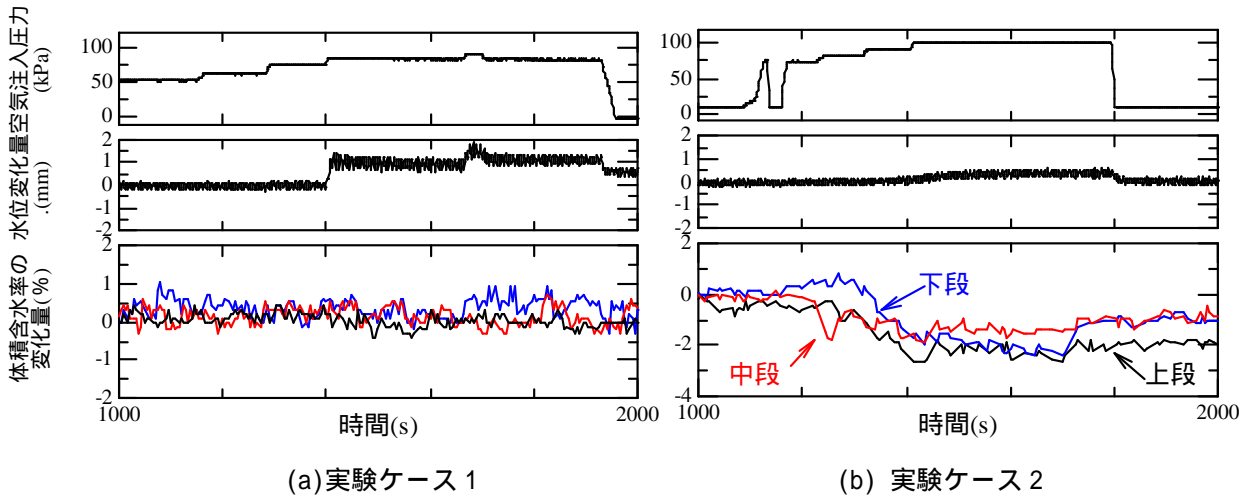 空気注入圧力
(kPa)
100
50
0
水位変化量
.(mm)
2
1
0
-1
-2
体積含水率の
変化量(%)
2
1
0
-1
-2
1000
2000
時間(s)
(a)実験ケース1
100
50
0
2
1
0
-1
-2
2
0
-2
-4
下段
中段
上段
1000
2000
時間(s)
(b) 実験ケース2